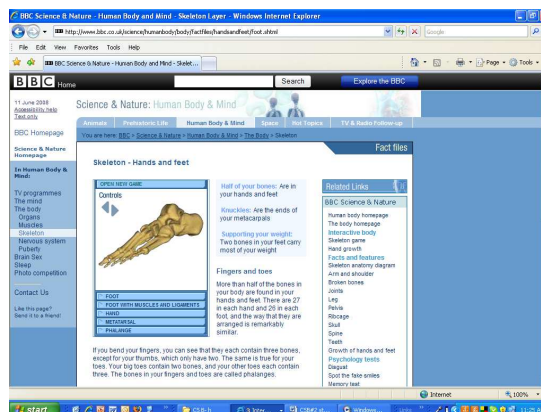 BBC Science & Nature - Human Body and Mind - Skeleton Layer - Windows Internet Explorer
http://www.bbc.co.uk/science/humanbody/body/factfiles/handsandfeet/foot.shtml
Google
File Edit View Favorites Tools Help
BBC Science & Nature - Human Body and Mind - Skelet...
Page Tools
BBC Home
Search
Explore the BBC
11 June 2008
Accessibility help
Text only
Science & Nature: Human Body & Mind
Animals Prehistoric Life Human Body & Mind Space Hot Topics TV & Radio Follow-up
You are here: BBC > Science & Nature > Human Body & Mind > The Body > Skeleton
BBC Homepage
Science & Nature
Homepage
In Human Body &
Mind:
TV programmes
The mind
The body
Organs
Muscles
Skeleton
Nervous system
Puberty
Brain Sex
Sleep
Photo competition
Contact Us
Like this page?
Send it to a friend!
Fact files
Skeleton - Hands and feet
OPEN NEW GAME
Controls
FOOT
FOOT WITH MUSCLES AND LIGAMENTS
HAND
METATARSAL
PHALANGE
Half of your bones: Are in
your hands and feet
Knuckles: Are the ends of
your metacarpals
Supporting your weight:
Two bones in your feet carry
most of your weight
Fingers and toes
More than half of the bones in
your body are found in your
hands and feet. There are 27
in each hand and 26 in each
foot, and the way that they are
arranged is remarkably
similar.
If you bend your fingers, you can see that they each contain three bones,
except for your thumbs, which only have two. The same is true for your
toes. Your big toes contain two bones, and your other toes each contain
three. The bones in your fingers and toes are called phalanges.
Related Links
BBC Science & Nature
Human body homepage
The body homepage
Interactive body
Skeleton game
Hand growth
Facts and features
Skeleton anatomy diagram
Arm and shoulder
Broken bones
Joints
Leg
Pelvis
Ribcage
Skull
Spine
Teeth
Growth of hands and feet
Psychology tests
Disgust
Spot the fake smiles
Memory test
Internet
100%
start
Windows...
11:25 A